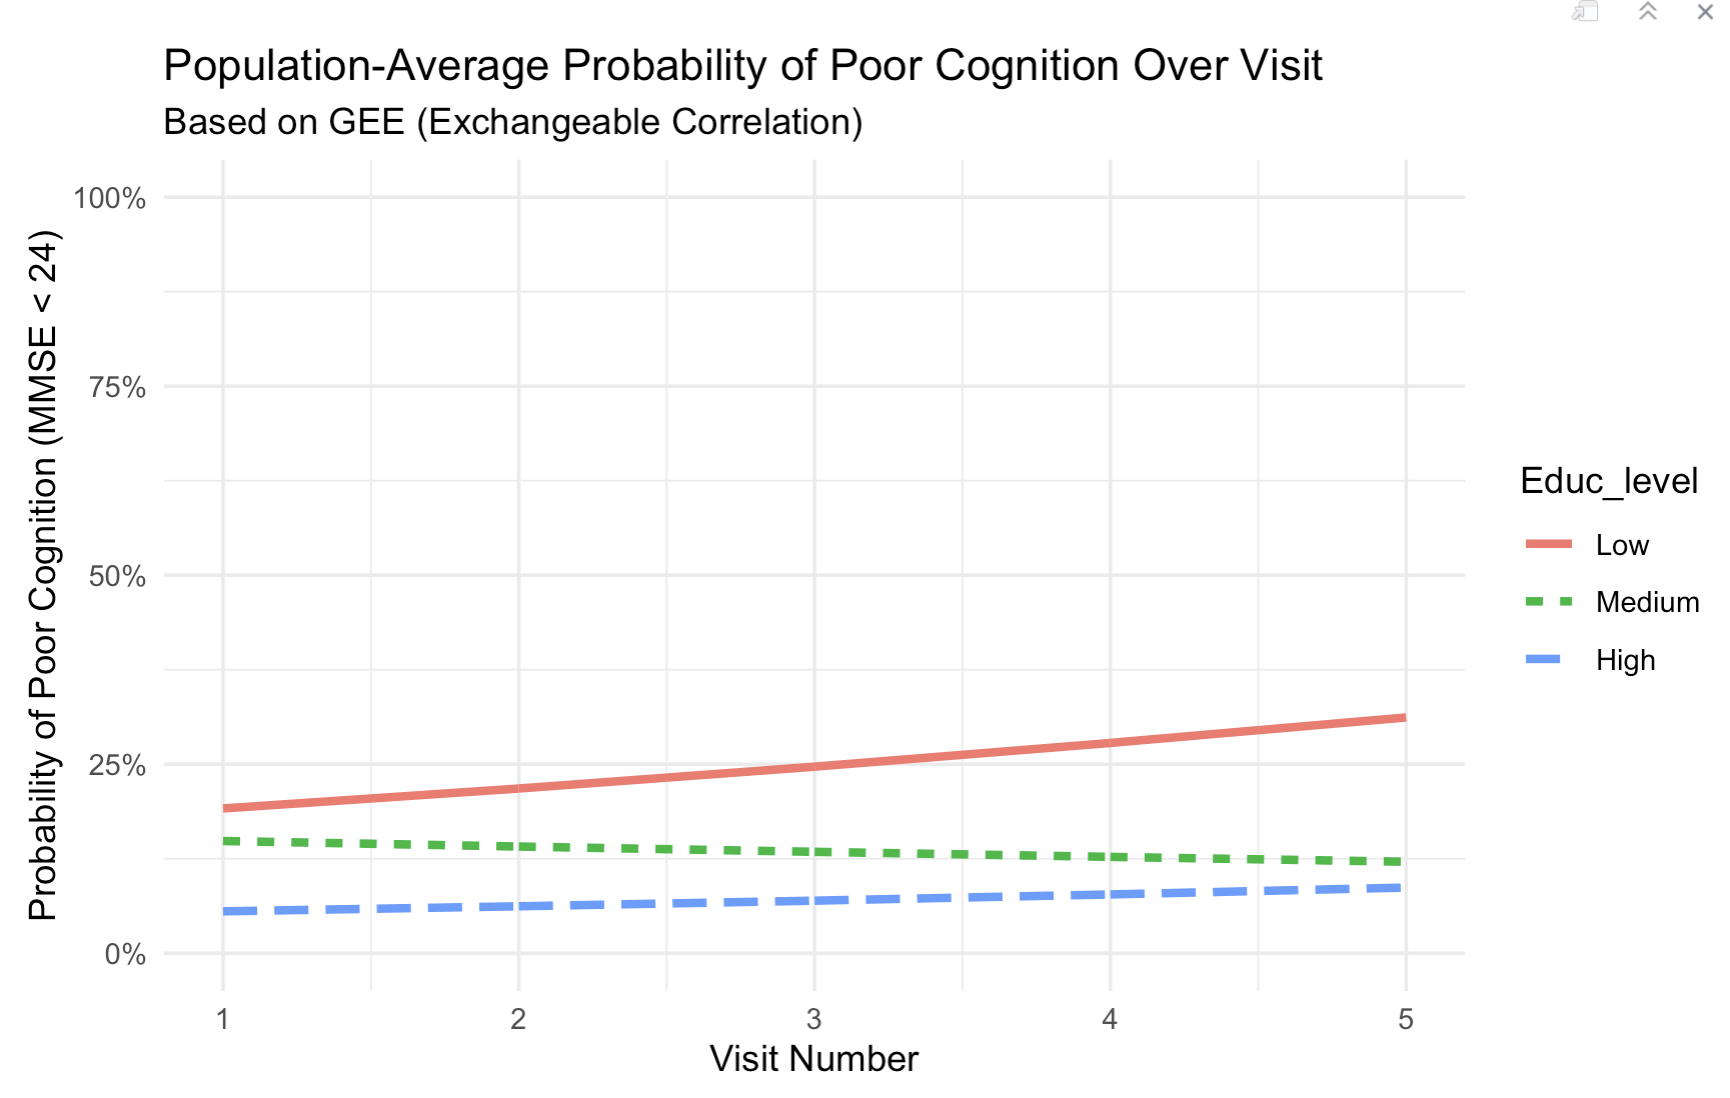 Population-Average Probability of Poor Cognition Over Visit
Based on GEE (Exchangeable Correlation)
Probability of Poor Cognition (MMSE < 24)
100%
75%
50%
25%
0%
1 2 3 4 5
Visit Number
Educ_level
Low
Medium
High